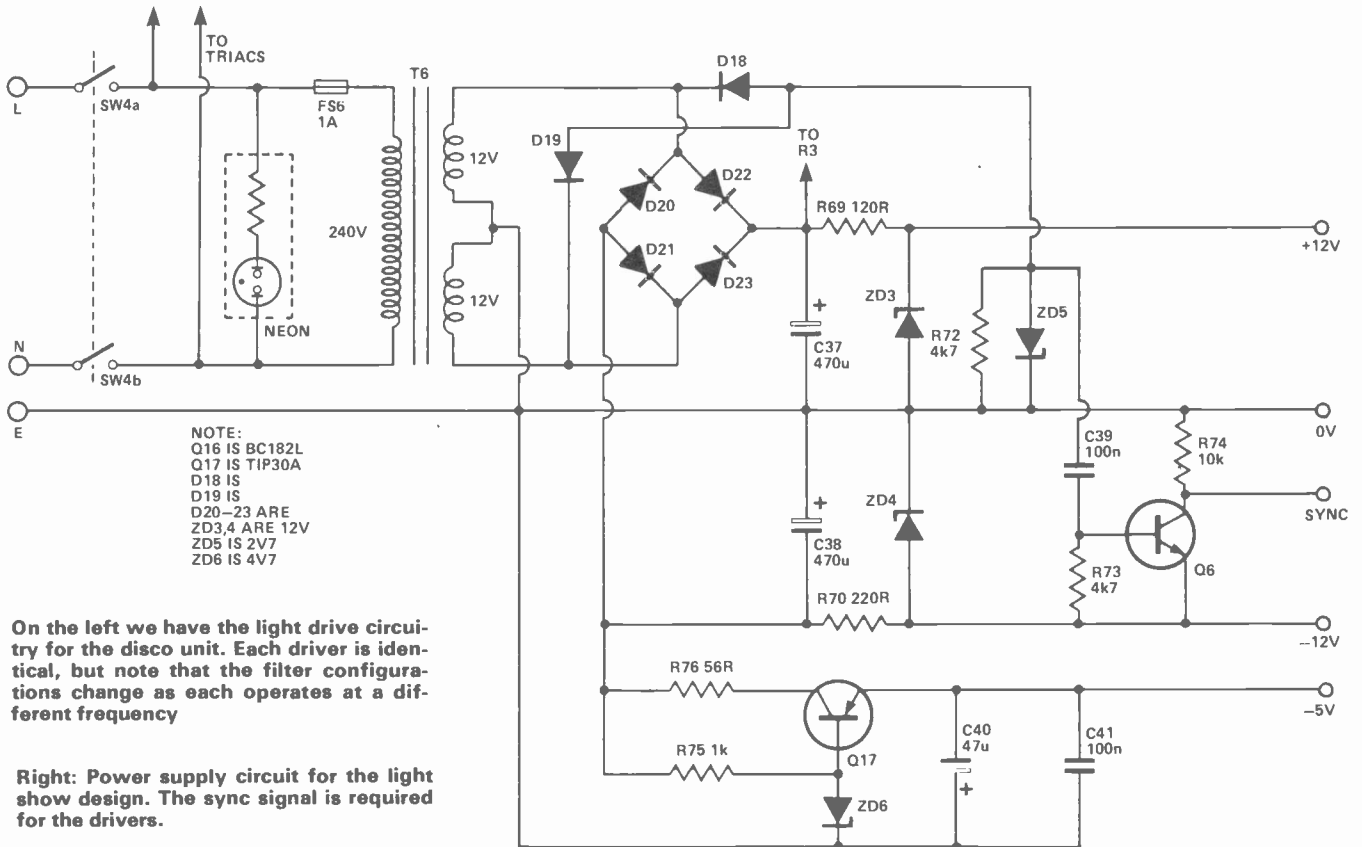 TO
TRIACS
L
SW4a
FS6
1A
T6
D18
D19
12V
TO
R3
D22
D20
R69 120R
+12V
240V
D21
D23
ZD3
R72
4k7
ZD5
NEON
12V
+
C37
470u
N
SW4b
E
0V
NOTE:
Q16 IS BC182L
Q17 IS TIP30A
D18 IS
D19 IS
D20–23 ARE
ZD3,4 ARE 12V
ZD5 IS 2V7
ZD6 IS 4V7
C39
100n
R74
10k
SYNC
+
C38
470u
ZD4
Q6
R73
4k7
R70 220R
–12V
On the left we have the light drive circui-
try for the disco unit. Each driver is iden-
tical, but note that the filter configura-
tions change as each operates at a dif-
ferent frequency
R76 56R
–5V
Q17
C40
47u
+
C41
100n
R75 1k
ZD6
Right: Power supply circuit for the light
show design. The sync signal is required
for the drivers.